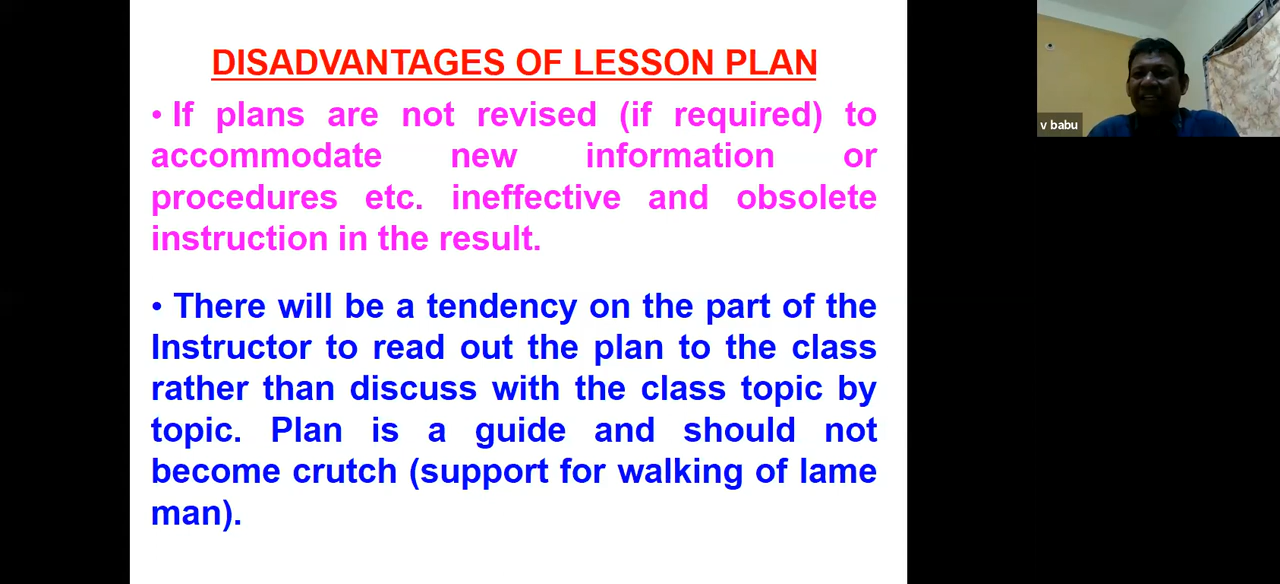 DISADVANTAGES OF LESSON PLAN
• If plans are not revised (if required) to
accommodate new information or
procedures etc. ineffective and obsolete
instruction in the result.
• There will be a tendency on the part of the
Instructor to read out the plan to the class
rather than discuss with the class topic by
topic. Plan is a guide and should not
become crutch (support for walking of lame
man).
v babu